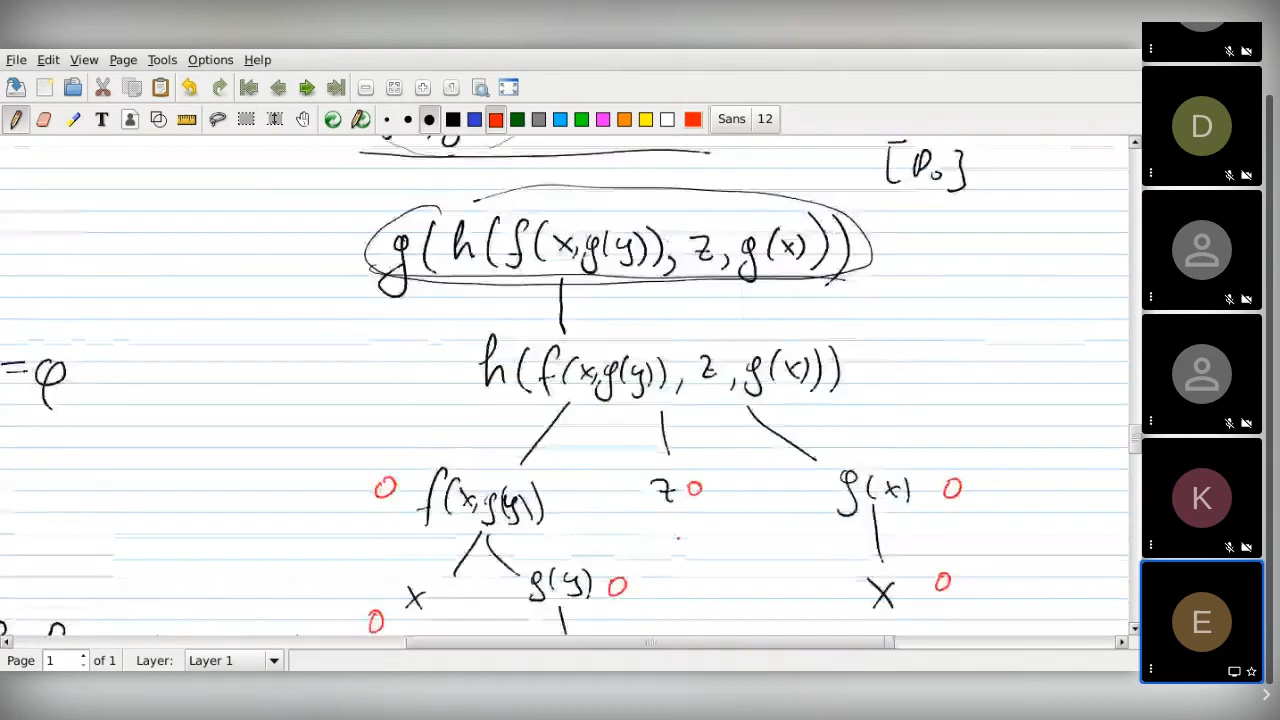 File Edit View Page Tools Options Help
Sans 12
[P₀]
g(h(f(x,g(y)), z, g(x)))
= φ
h(f(x,g(y)), z, g(x)))
0 f(x,g(y)) z 0 g(x) 0
x g(y) 0 x 0
0
Page 1 of 1 Layer: Layer 1
D
K
E